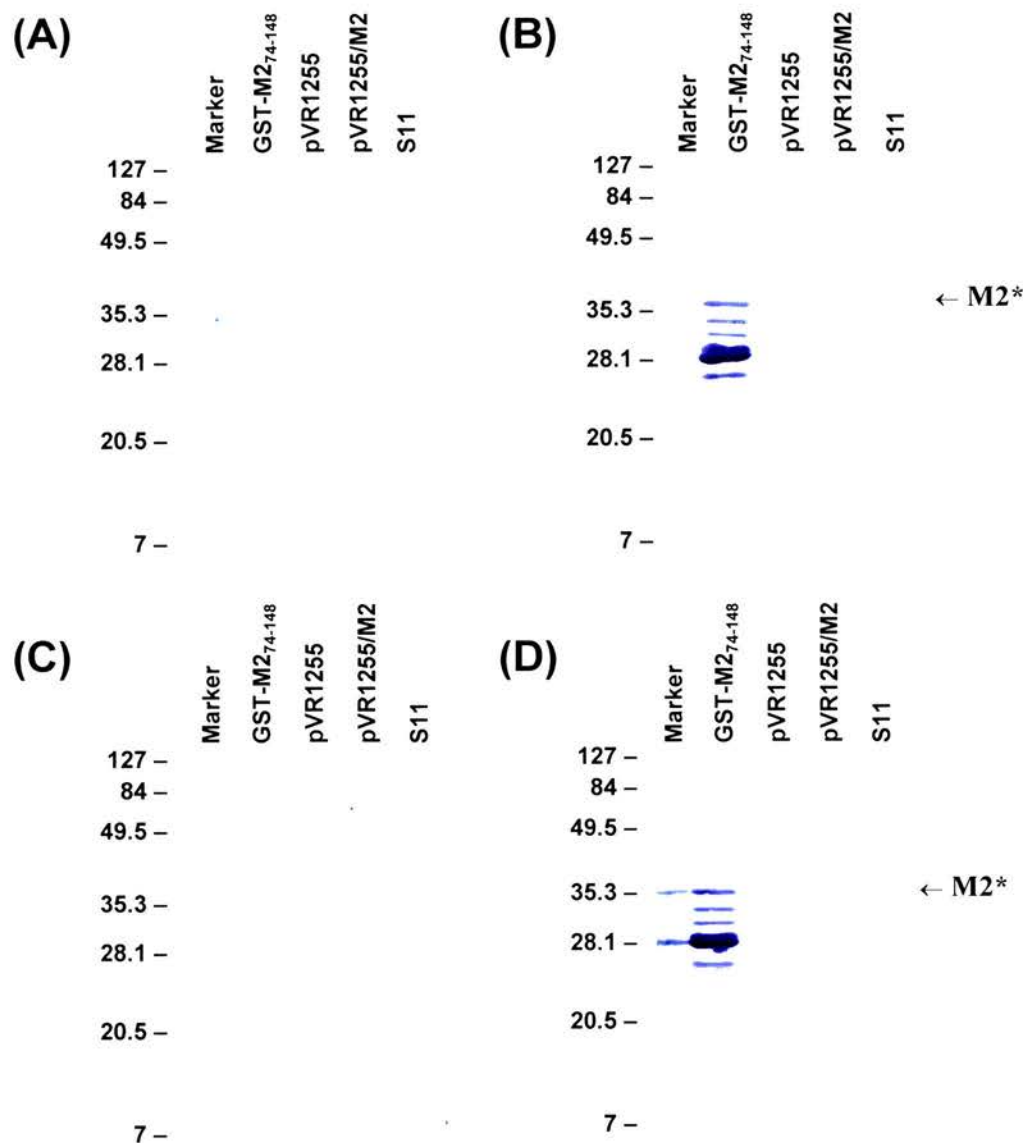 (A)
Marker
GST-M2₇₄₋₁₄₈
pVR1255
pVR1255/M2
S11
127 –
84 –
49.5 –
35.3 –
28.1 –
20.5 –
7 –
(B)
Marker
GST-M2₇₄₋₁₄₈
pVR1255
pVR1255/M2
S11
127 –
84 –
49.5 –
35.3 –
28.1 –
20.5 –
7 –
← M2*
(C)
Marker
GST-M2₇₄₋₁₄₈
pVR1255
pVR1255/M2
S11
127 –
84 –
49.5 –
35.3 –
28.1 –
20.5 –
7 –
(D)
Marker
GST-M2₇₄₋₁₄₈
pVR1255
pVR1255/M2
S11
127 –
84 –
49.5 –
35.3 –
28.1 –
20.5 –
7 –
← M2*